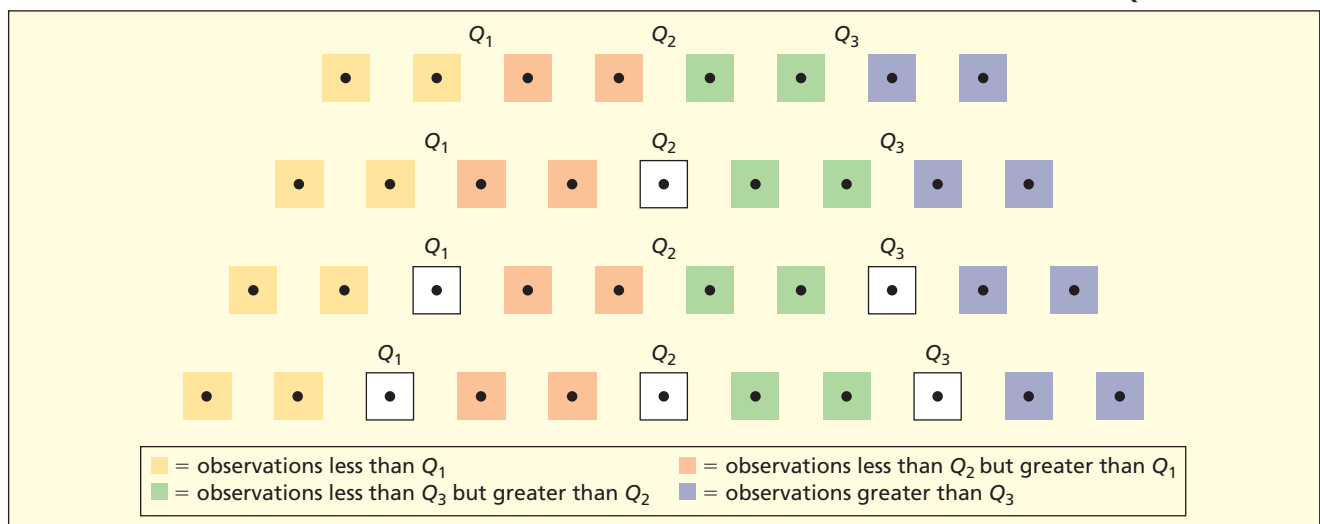 Q1 Q2 Q3
Q1 Q2 Q3
Q1 Q2 Q3
Q1 Q2 Q3
= observations less than Q1 = observations less than Q2 but greater than Q1
= observations less than Q3 but greater than Q2 = observations greater than Q3